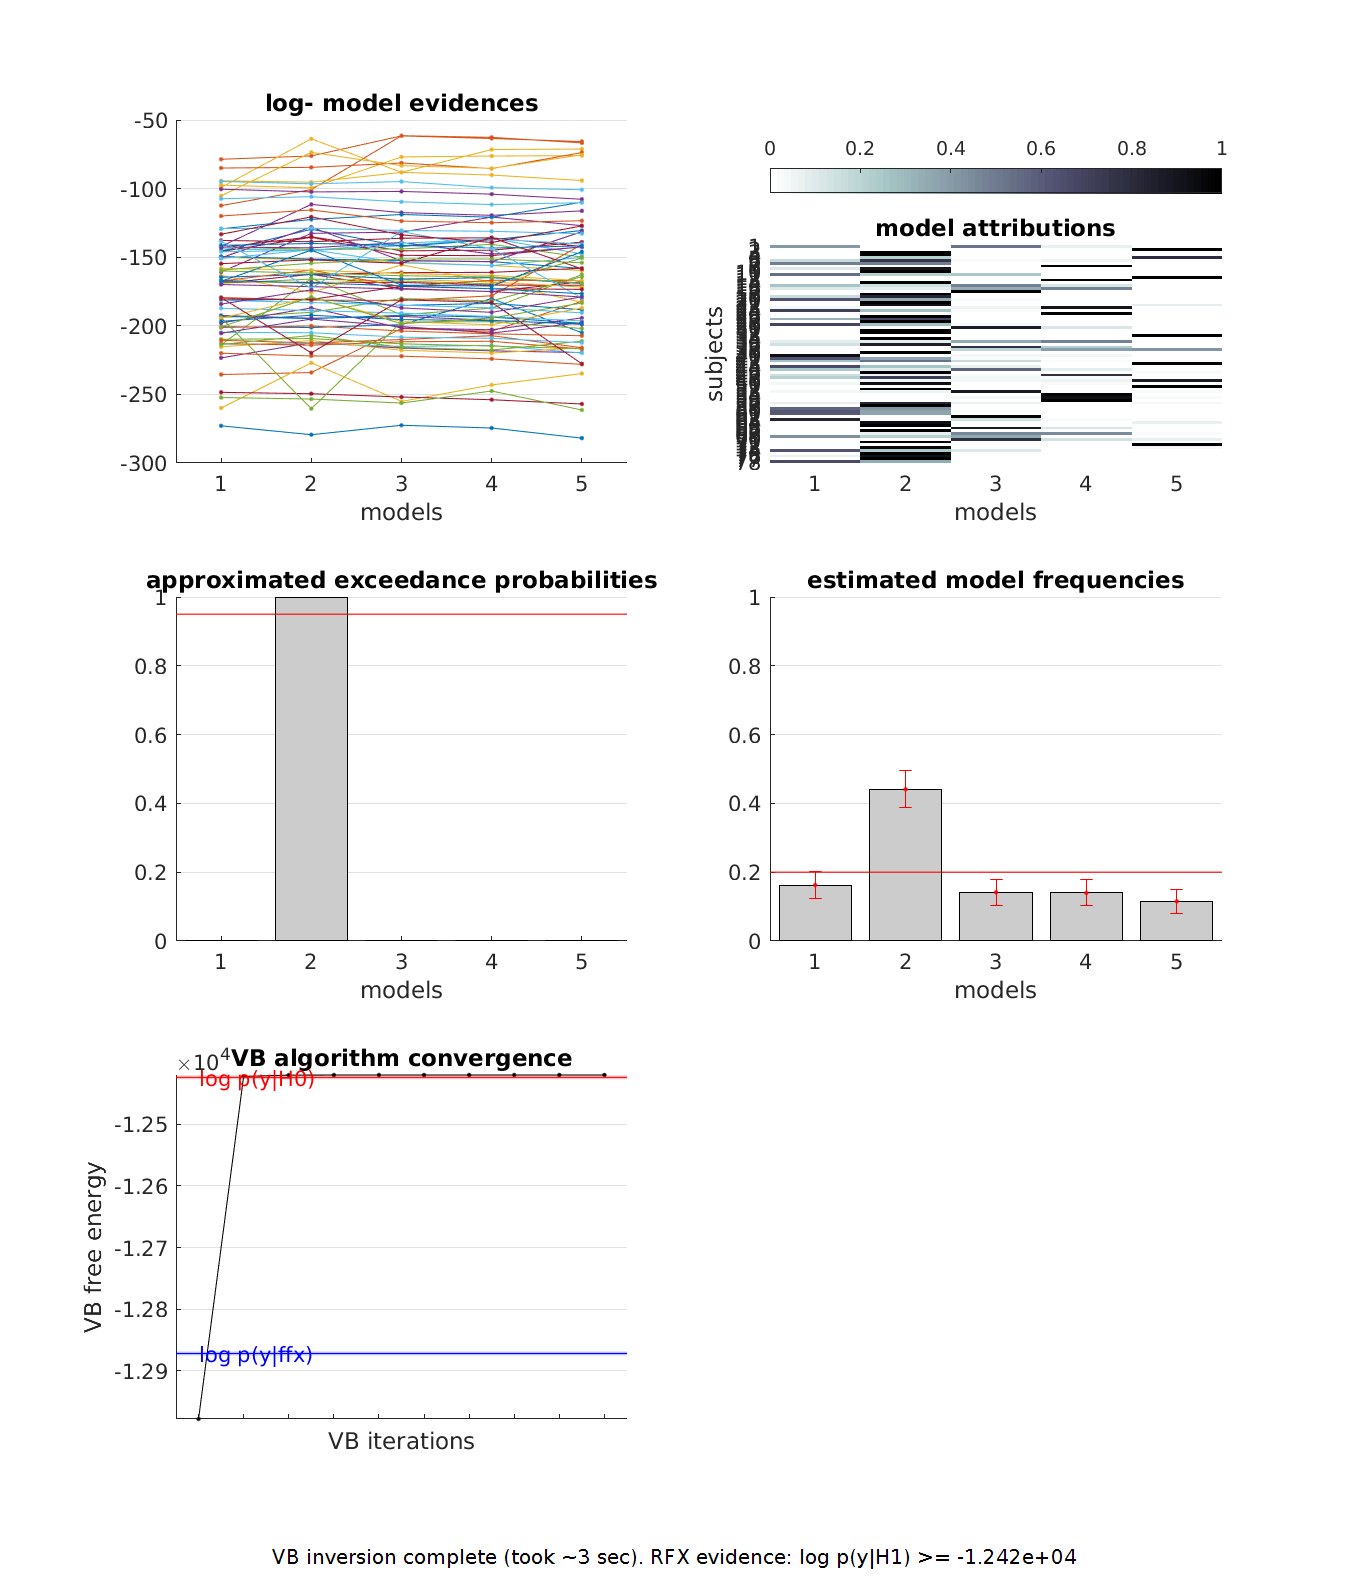 log- model evidences
-50
-100
-150
-200
-250
-300
1 2 3 4 5
models
0 0.2 0.4 0.6 0.8 1
model attributions
subjects
1 2 3 4 5
models
approximated exceedance probabilities
1
0.8
0.6
0.4
0.2
0
1 2 3 4 5
models
estimated model frequencies
1
0.8
0.6
0.4
0.2
0
1 2 3 4 5
models
×10⁴
VB algorithm convergence
log p(y|H0)
-1.25
-1.26
-1.27
-1.28
-1.29
log p(y|ffx)
VB free energy
VB iterations
VB inversion complete (took ~3 sec). RFX evidence: log p(y|H1) >= -1.242e+04